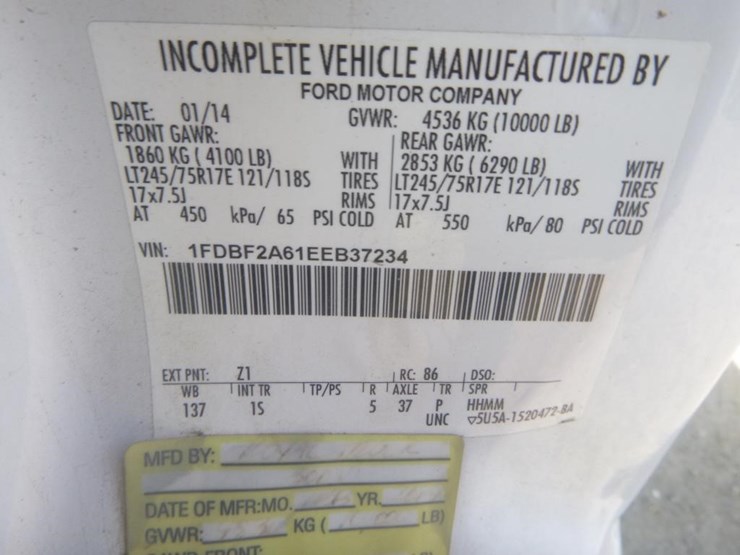 INCOMPLETE VEHICLE MANUFACTURED BY
FORD MOTOR COMPANY
DATE: 01/14 GVWR: 4536 KG (10000 LB)
FRONT GAWR: REAR GAWR:
1860 KG ( 4100 LB) WITH 2853 KG ( 6290 LB) WITH
LT245/75R17E 121/118S TIRES LT245/75R17E 121/118S TIRES
17x7.5J RIMS 17x7.5J RIMS
AT 450 kPa/ 65 PSI COLD AT 550 kPa/ 80 PSI COLD
VIN: 1FDBF2A61EEB37234
EXT PNT: Z1 RC: 86 DSO:
WB INT TR TP/PS R AXLE TR SPR
137 1S 5 37 P HHMM
UNC ▽5U5A-1520472-BA
MFD BY:
DATE OF MFR:MO. YR.
GVWR: KG ( LB)
GAWR FRONT: